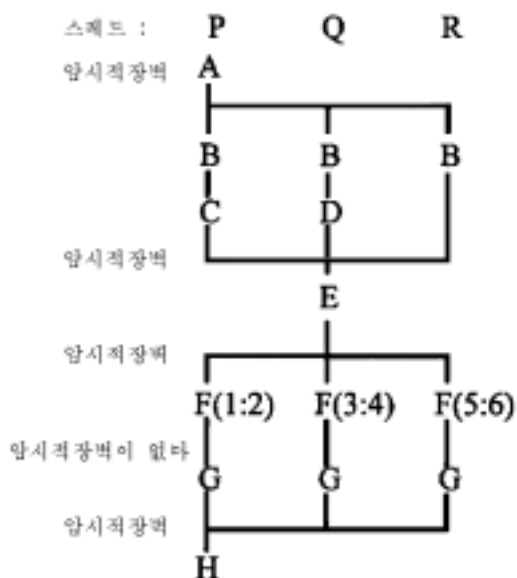 스레드 : P Q R
암시적장벽 A
B B B
C D
암시적장벽
E
암시적장벽
F(1:2) F(3:4) F(5:6)
암시적장벽이 없다
G G G
암시적장벽
H